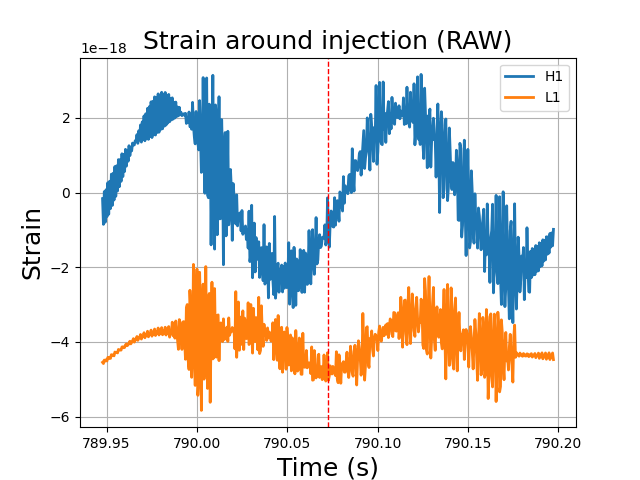 Strain around injection (RAW)
1e−18
H1
L1
2
0
−2
−4
−6
Strain
789.95 790.00 790.05 790.10 790.15 790.20
Time (s)